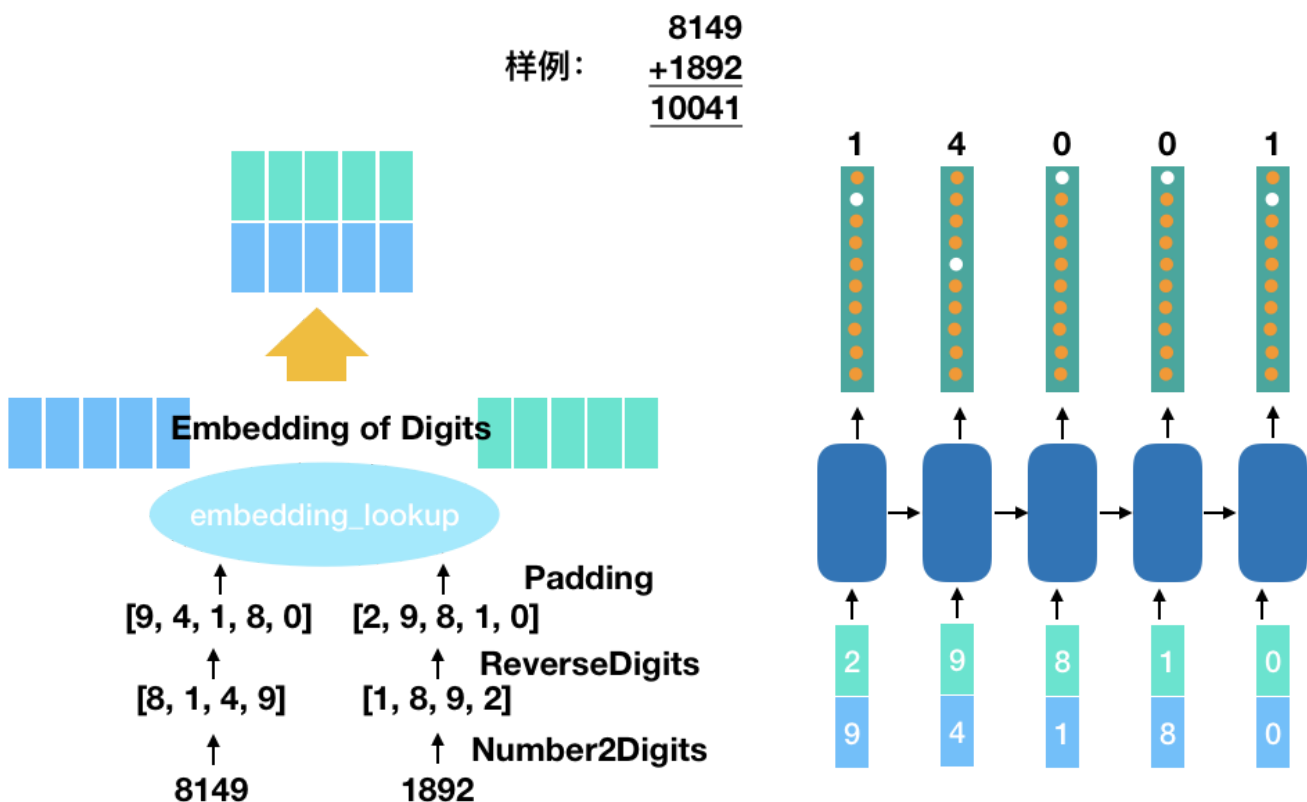 样例：
8149
+1892
10041
Embedding of Digits
embedding_lookup
Padding
[9, 4, 1, 8, 0] [2, 9, 8, 1, 0]
ReverseDigits
[8, 1, 4, 9] [1, 8, 9, 2]
Number2Digits
8149 1892
1 4 0 0 1
2 9 8 1 0
9 4 1 8 0